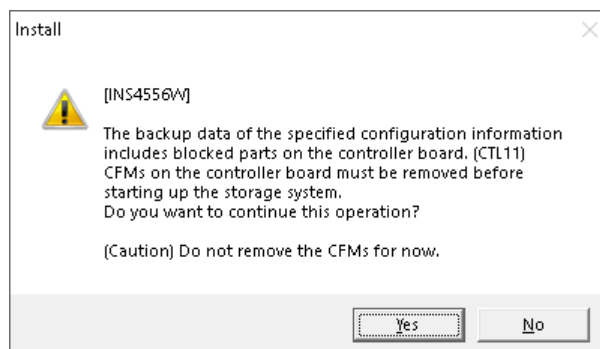 Install
[INS4556W]
The backup data of the specified configuration information
includes blocked parts on the controller board. (CTL11)
CFMs on the controller board must be removed before
starting up the storage system.
Do you want to continue this operation?
(Caution) Do not remove the CFMs for now.
Yes
No